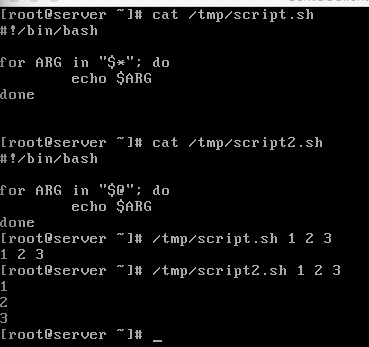 [root@server ~]# cat /tmp/script.sh
#!/bin/bash
for ARG in "$*"; do
echo $ARG
done
[root@server ~]# cat /tmp/script2.sh
#!/bin/bash
for ARG in "$@"; do
echo $ARG
done
[root@server ~]# /tmp/script.sh 1 2 3
1 2 3
[root@server ~]# /tmp/script2.sh 1 2 3
1
2
3
[root@server ~]# _